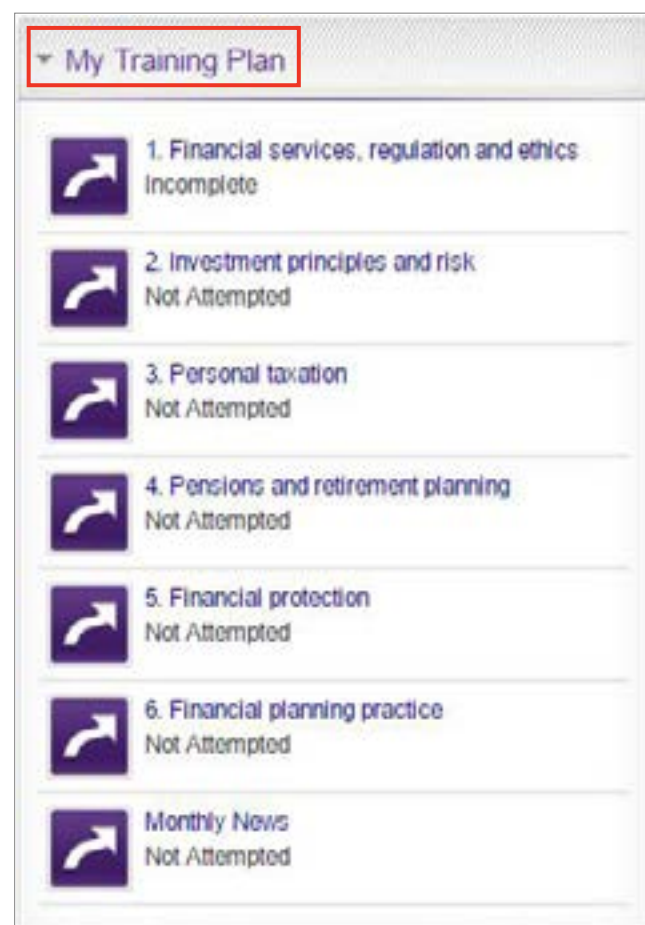 My Training Plan
1. Financial services, regulation and ethics
Incomplete
2. Investment principles and risk
Not Attempted
3. Personal taxation
Not Attempted
4. Pensions and retirement planning
Not Attempted
5. Financial protection
Not Attempted
6. Financial planning practice
Not Attempted
Monthly News
Not Attempted